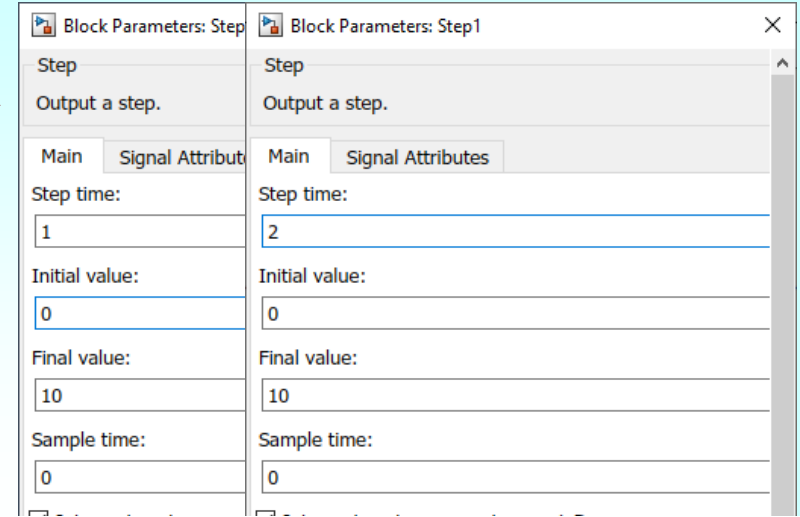 Block Parameters: Step
Step
Output a step.
Main Signal
Step time:
1
Initial value:
0
Final value:
10
Sample time:
0
Block Parameters: Step1
Step
Output a step.
Main Signal Attributes
Step time:
2
Initial value:
0
Final value:
10
Sample time:
0